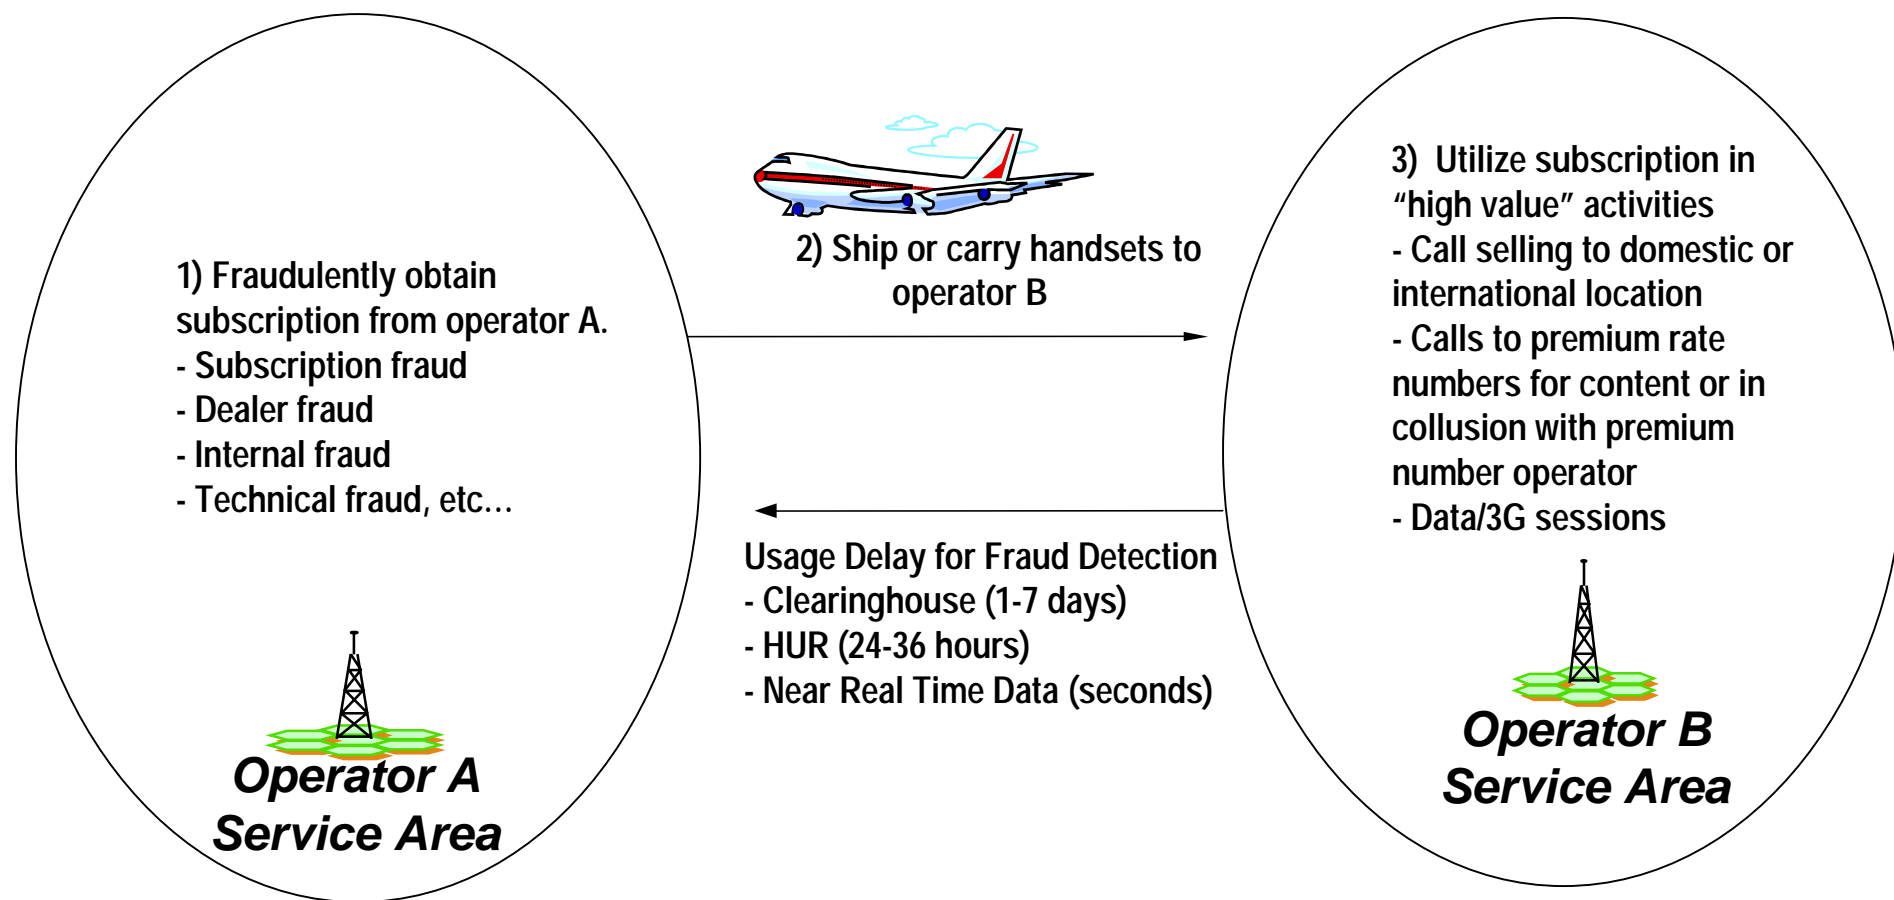 1) Fraudulently obtain
subscription from operator A.
- Subscription fraud
- Dealer fraud
- Internal fraud
- Technical fraud, etc…
Operator A
Service Area
2) Ship or carry handsets to
operator B
Usage Delay for Fraud Detection
- Clearinghouse (1-7 days)
- HUR (24-36 hours)
- Near Real Time Data (seconds)
3) Utilize subscription in
“high value” activities
- Call selling to domestic or
international location
- Calls to premium rate
numbers for content or in
collusion with premium
number operator
- Data/3G sessions
Operator B
Service Area